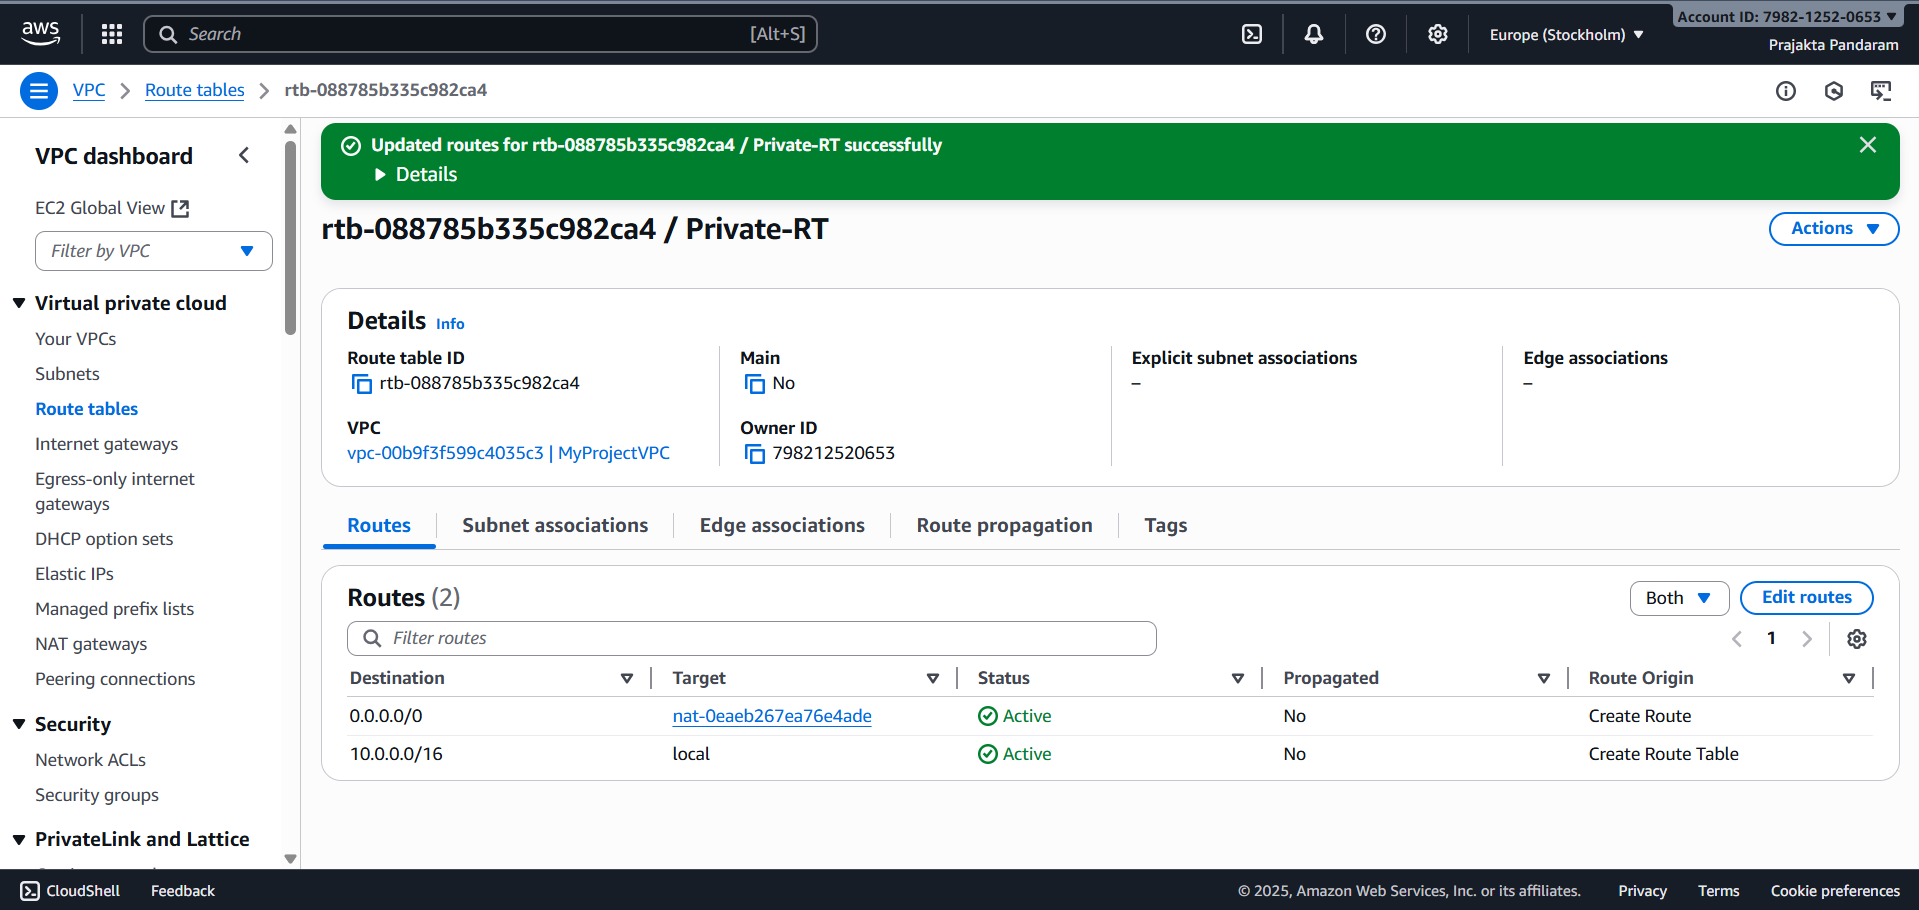 aws
Search [Alt+S]
Europe (Stockholm)
Account ID: 7982-1252-0653
Prajakta Pandaram
VPC Route tables rtb-088785b335c982ca4
VPC dashboard
EC2 Global View
Filter by VPC
Virtual private cloud
Your VPCs
Subnets
Route tables
Internet gateways
Egress-only internet
gateways
DHCP option sets
Elastic IPs
Managed prefix lists
NAT gateways
Peering connections
Security
Network ACLs
Security groups
PrivateLink and Lattice
Updated routes for rtb-088785b335c982ca4 / Private-RT successfully
Details
rtb-088785b335c982ca4 / Private-RT
Actions
Details Info
Route table ID
rtb-088785b335c982ca4
VPC
vpc-00b9f3f599c4035c3 | MyProjectVPC
Main
No
Owner ID
798212520653
Explicit subnet associations
–
Edge associations
–
Routes Subnet associations Edge associations Route propagation Tags
Routes (2)
Both Edit routes
Filter routes
1
Destination Target Status Propagated Route Origin
0.0.0.0/0 nat-0eaeb267ea76e4ade Active No Create Route
10.0.0.0/16 local Active No Create Route Table
CloudShell Feedback © 2025, Amazon Web Services, Inc. or its affiliates. Privacy Terms Cookie preferences